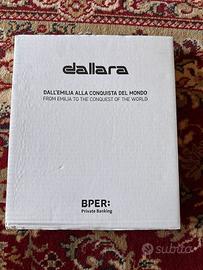 dallara
DALL'EMILIA ALLA CONQUISTA DEL MONDO
FROM EMILIA TO THE CONQUEST OF THE WORLD
BPER:
Private Banking
subito